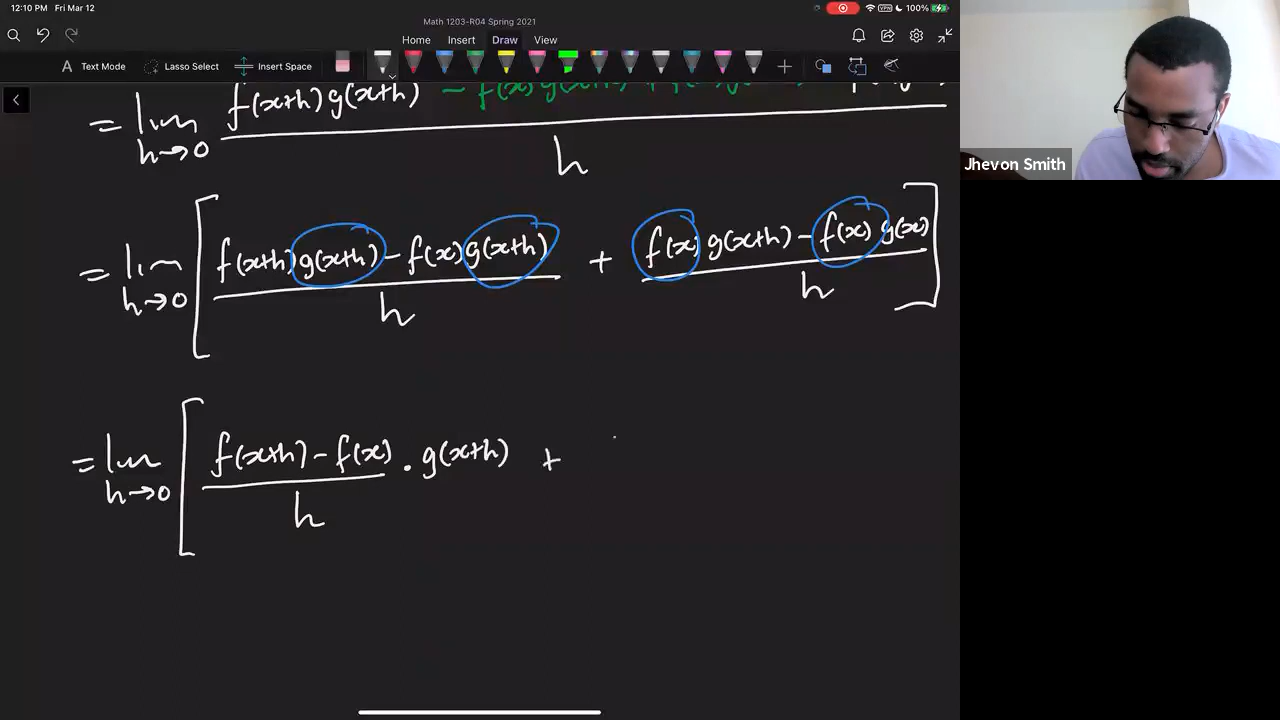 12:10 PM Fri Mar 12
VPN 100%
Math 1203-R04 Spring 2021
Home Insert Draw View
Text Mode Lasso Select Insert Space
= lim f(x+h)g(x+h) - f(x)g(x+h) +
h→0 h
= lim [ f(x+h)g(x+h) - f(x)g(x+h) + f(x)g(x+h) - f(x)g(x) ]
h→0 h h
= lim [ f(x+h) - f(x) . g(x+h) +
h→0 h
Jhevon Smith